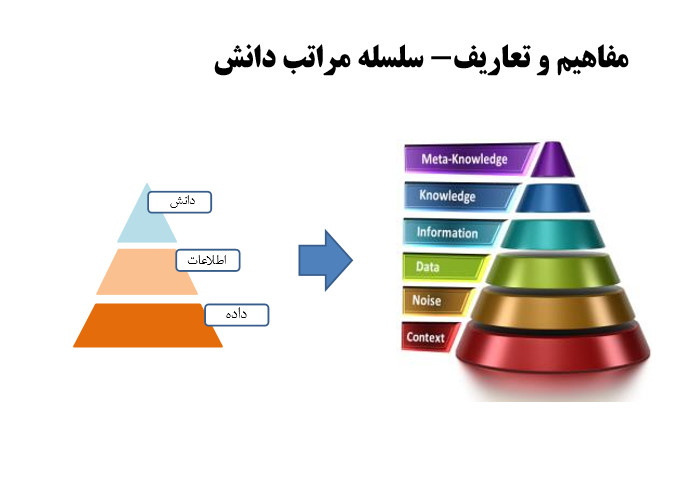 مفاهیم و تعاریف- سلسله مراتب دانش
دانش
اطلاعات
داده
Meta-Knowledge
Knowledge
Information
Data
Noise
Context